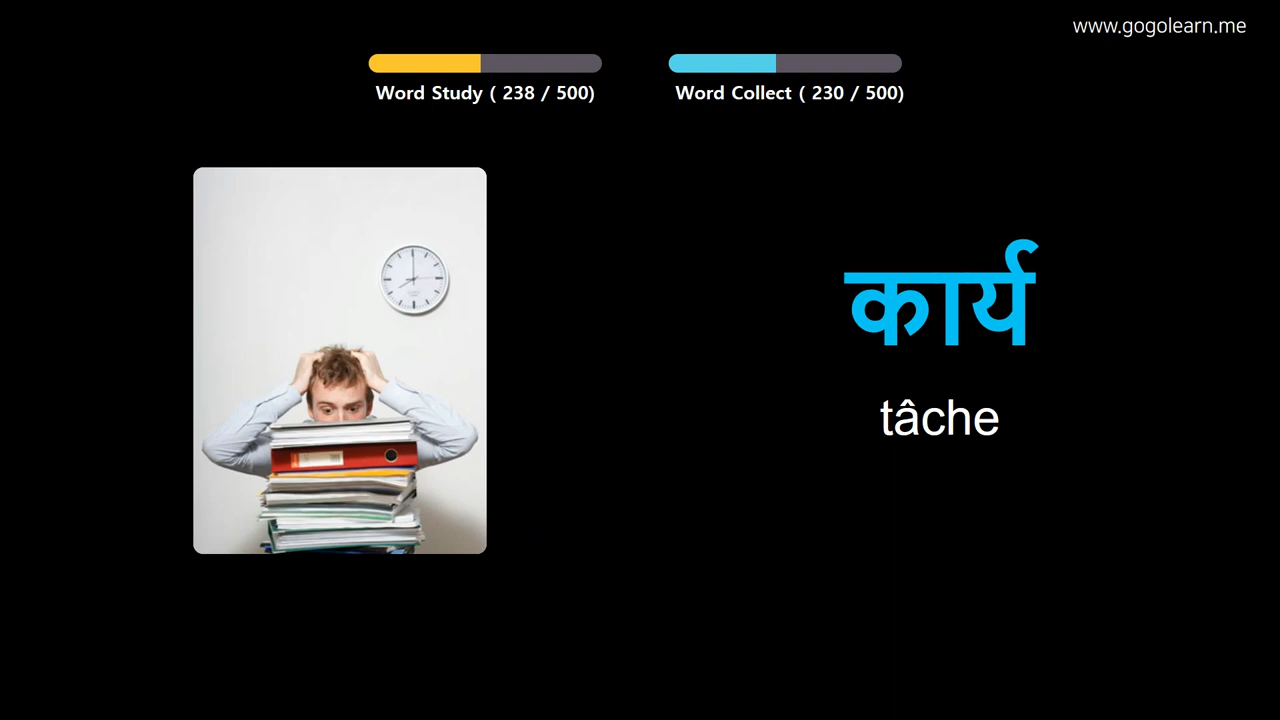 www.gogolearn.me
Word Study ( 238 / 500)
Word Collect ( 230 / 500)
कार्य
tâche